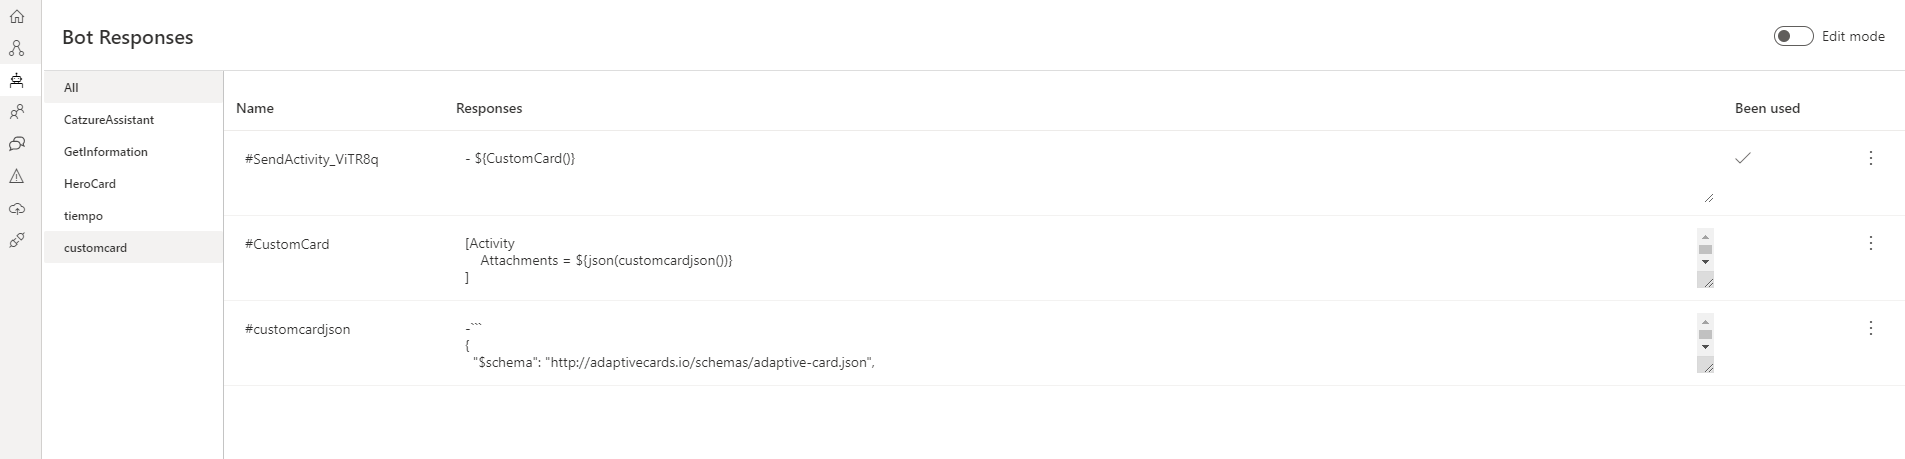 Bot Responses
Edit mode
All
CatzureAssistant
GetInformation
HeroCard
tiempo
customcard
Name Responses Been used
#SendActivity_ViTR8q - ${CustomCard()}
#CustomCard [Activity
Attachments = ${json(customcardjson())}
]
#customcardjson -```
{
"$schema": "http://adaptivecards.io/schemas/adaptive-card.json",